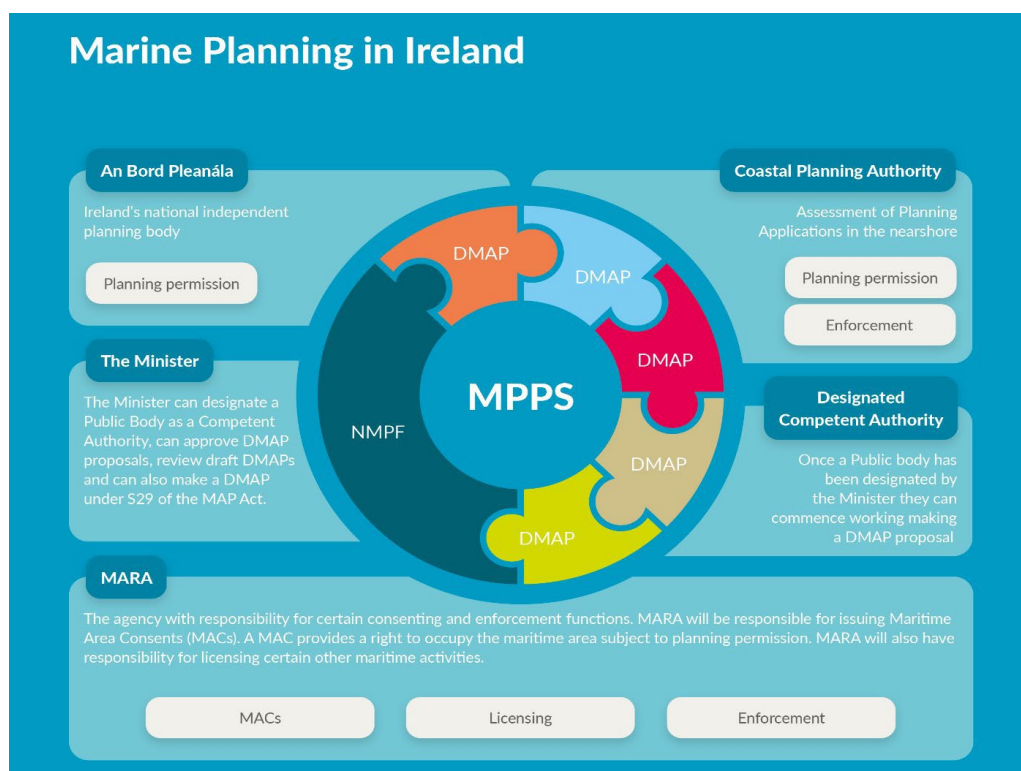 Marine Planning in Ireland
An Bord Pleanála
Ireland's national independent
planning body
Planning permission
Coastal Planning Authority
Assessment of Planning
Applications in the nearshore
Planning permission
Enforcement
The Minister
The Minister can designate a
Public Body as a Competent
Authority, can approve DMAP
proposals, review draft DMAPs
and can also make a DMAP
under S29 of the MAP Act.
DMAP
DMAP
DMAP
DMAP
DMAP
NMPF
MPPS
Designated
Competent Authority
Once a Public body has
been designated by
the Minister they can
commence working making
a DMAP proposal
MARA
The agency with responsibility for certain consenting and enforcement functions. MARA will be responsible for issuing Maritime
Area Consents (MACs). A MAC provides a right to occupy the maritime area subject to planning permission. MARA will also have
responsibility for licensing certain other maritime activities.
MACs
Licensing
Enforcement